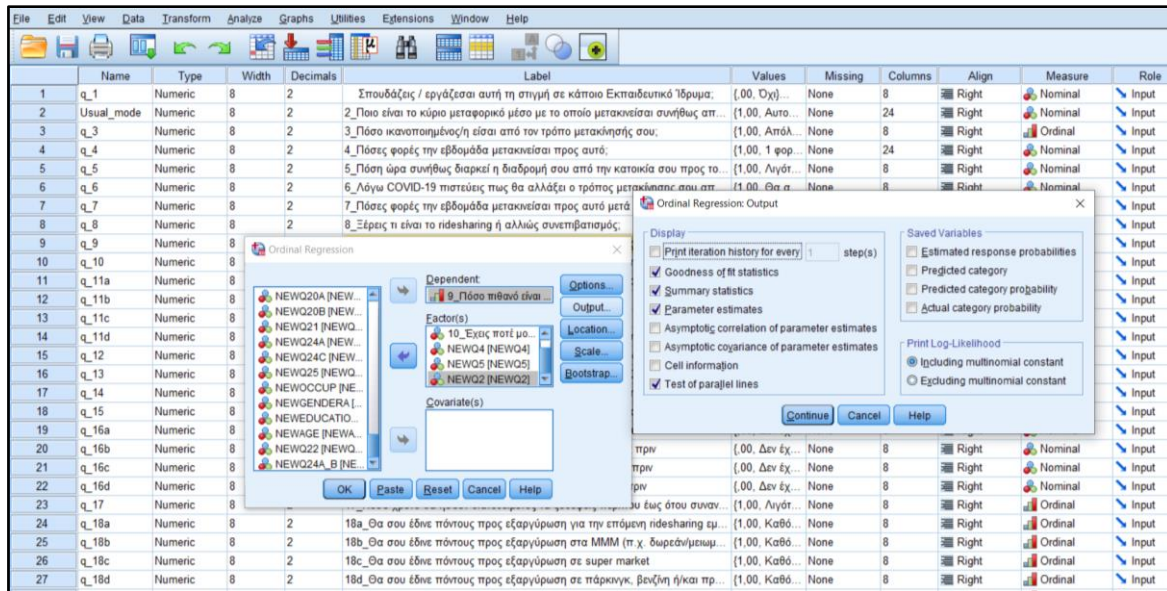 File Edit View Data Transform Analyze Graphs Utilities Extensions Window Help
Name Type Width Decimals Label Values Missing Columns Align Measure Role
1 q_1 Numeric 8 2 Σπουδάζεις / εργάζεσαι αυτή τη στιγμή σε κάποιο Εκπαιδευτικό Ίδρυμα; {,00, Όχι}... None 8 Right Nominal Input
2 Usual_mode Numeric 8 2 2_Ποιο είναι το κύριο μεταφορικό μέσο με το οποίο μετακινείσαι συνήθως απ... {1,00, Αυτο... None 24 Right Nominal Input
3 q_3 Numeric 8 2 3_Πόσο ικανοποιημένος/η είσαι από τον τρόπο μετακίνησής σου; {1,00, Απόλ... None 8 Right Ordinal Input
4 q_4 Numeric 8 2 4_Πόσες φορές την εβδομάδα μετακινείσαι προς αυτό; {1,00, 1 φορ... None 24 Right Nominal Input
5 q_5 Numeric 8 2 5_Πόση ώρα συνήθως διαρκεί η διαδρομή σου από την κατοικία σου προς το... {1,00, Λιγότ... None 8 Right Nominal Input
6 q_6 Numeric 8 2 6_Λόγω COVID-19 πιστεύεις πως θα αλλάξει ο τρόπος μετακίνησης σου απ... {1,00, Θα α... None 8 Right Nominal Input
7 q_7 Numeric 8 2 7_Πόσες φορές την εβδομάδα μετακινείσαι προς αυτό μετά
8 q_8 Numeric 8 2 8_Ξέρεις τι είναι το ridesharing ή αλλιώς συνεπιβατισμός;
9 q_9
10 q_10
11 q_11a
12 q_11b
13 q_11c
14 q_11d
15 q_12
16 q_13
17 q_14
18 q_15
19 q_16a
20 q_16b Numeric 8 πριν {,00, Δεν έχ... None 8 Right Nominal Input
21 q_16c Numeric 8 πριν {,00, Δεν έχ... None 8 Right Nominal Input
22 q_16d Numeric 8 πριν {,00, Δεν έχ... None 8 Right Nominal Input
23 q_17 Numeric 8 έως ότου συναν... {1,00, Λιγότ... None 8 Right Ordinal Input
24 q_18a Numeric 8 2 18a_Θα σου έδινε πόντους προς εξαργύρωση για την επόμενη ridesharing εμ... {1,00, Καθό... None 8 Right Ordinal Input
25 q_18b Numeric 8 2 18b_Θα σου έδινε πόντους προς εξαργύρωση στα ΜΜΜ (π.χ. δωρεάν/μειωμ... {1,00, Καθό... None 8 Right Ordinal Input
26 q_18c Numeric 8 2 18c_Θα σου έδινε πόντους προς εξαργύρωση σε super market {1,00, Καθό... None 8 Right Ordinal Input
27 q_18d Numeric 8 2 18d_Θα σου έδινε πόντους προς εξαργύρωση σε πάρκινγκ, βενζίνη ή/και πρ... {1,00, Καθό... None 8 Right Ordinal Input
Ordinal Regression
NEWQ20A [NEW...
NEWQ20B [NEW...
NEWQ21 [NEWQ...
NEWQ24A [NEW...
NEWQ24C [NEW...
NEWQ25 [NEWQ...
NEWOCCUP [NE...
NEWGENDERA [...
NEWEDUCATIO...
NEWAGE [NEWA...
NEWQ22 [NEWQ...
NEWQ24A_B [NE...
Dependent:
9_Πόσο πιθανό είναι ...
Factor(s)
10_Έχεις ποτέ μο...
NEWQ4 [NEWQ4]
NEWQ5 [NEWQ5]
NEWQ2 [NEWQ2]
Covariate(s)
Options...
Output...
Location...
Scale...
Bootstrap...
OK Paste Reset Cancel Help
Ordinal Regression: Output
Display
Print iteration history for every 1 step(s)
Goodness of fit statistics
Summary statistics
Parameter estimates
Asymptotic correlation of parameter estimates
Asymptotic covariance of parameter estimates
Cell information
Test of parallel lines
Saved Variables
Estimated response probabilities
Predicted category
Predicted category probability
Actual category probability
Print Log-Likelihood
Including multinomial constant
Excluding multinomial constant
Continue Cancel Help